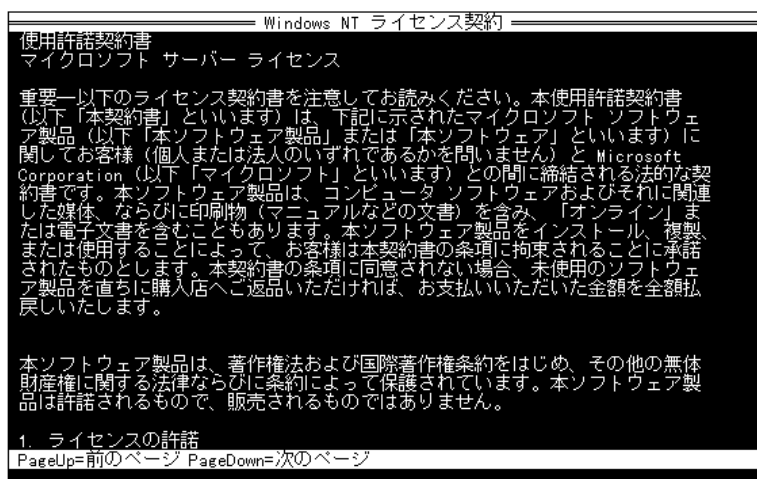 Windows NT ライセンス契約
使用許諾契約書
マイクロソフト サーバー ライセンス
重要―以下のライセンス契約書を注意してお読みください。本使用許諾契約書
(以下「本契約書」といいます) は、下記に示されたマイクロソフト ソフトウェ
ア製品 (以下「本ソフトウェア製品」または「本ソフトウェア」といいます) に
関してお客様 (個人または法人のいずれであるかを問いません) と Microsoft
Corporation (以下「マイクロソフト」といいます) との間に締結される法的な契
約書です。本ソフトウェア製品は、コンピュータ ソフトウェアおよびそれに関連
した媒体、ならびに印刷物 (マニュアルなどの文書) を含み、「オンライン」ま
たは電子文書を含むこともあります。本ソフトウェア製品をインストール、複製、
または使用することによって、お客様は本契約書の条項に拘束されることに承諾
されたものとします。本契約書の条項に同意されない場合、未使用のソフトウェ
ア製品を直ちに購入店へご返品いただければ、お支払いいただいた金額を全額払
戻しいたします。
本ソフトウェア製品は、著作権法および国際著作権条約をはじめ、その他の無体
財産権に関する法律ならびに条約によって保護されています。本ソフトウェア製
品は許諾されるもので、販売されるものではありません。
1. ライセンスの許諾
PageUp=前のページ PageDown=次のページ